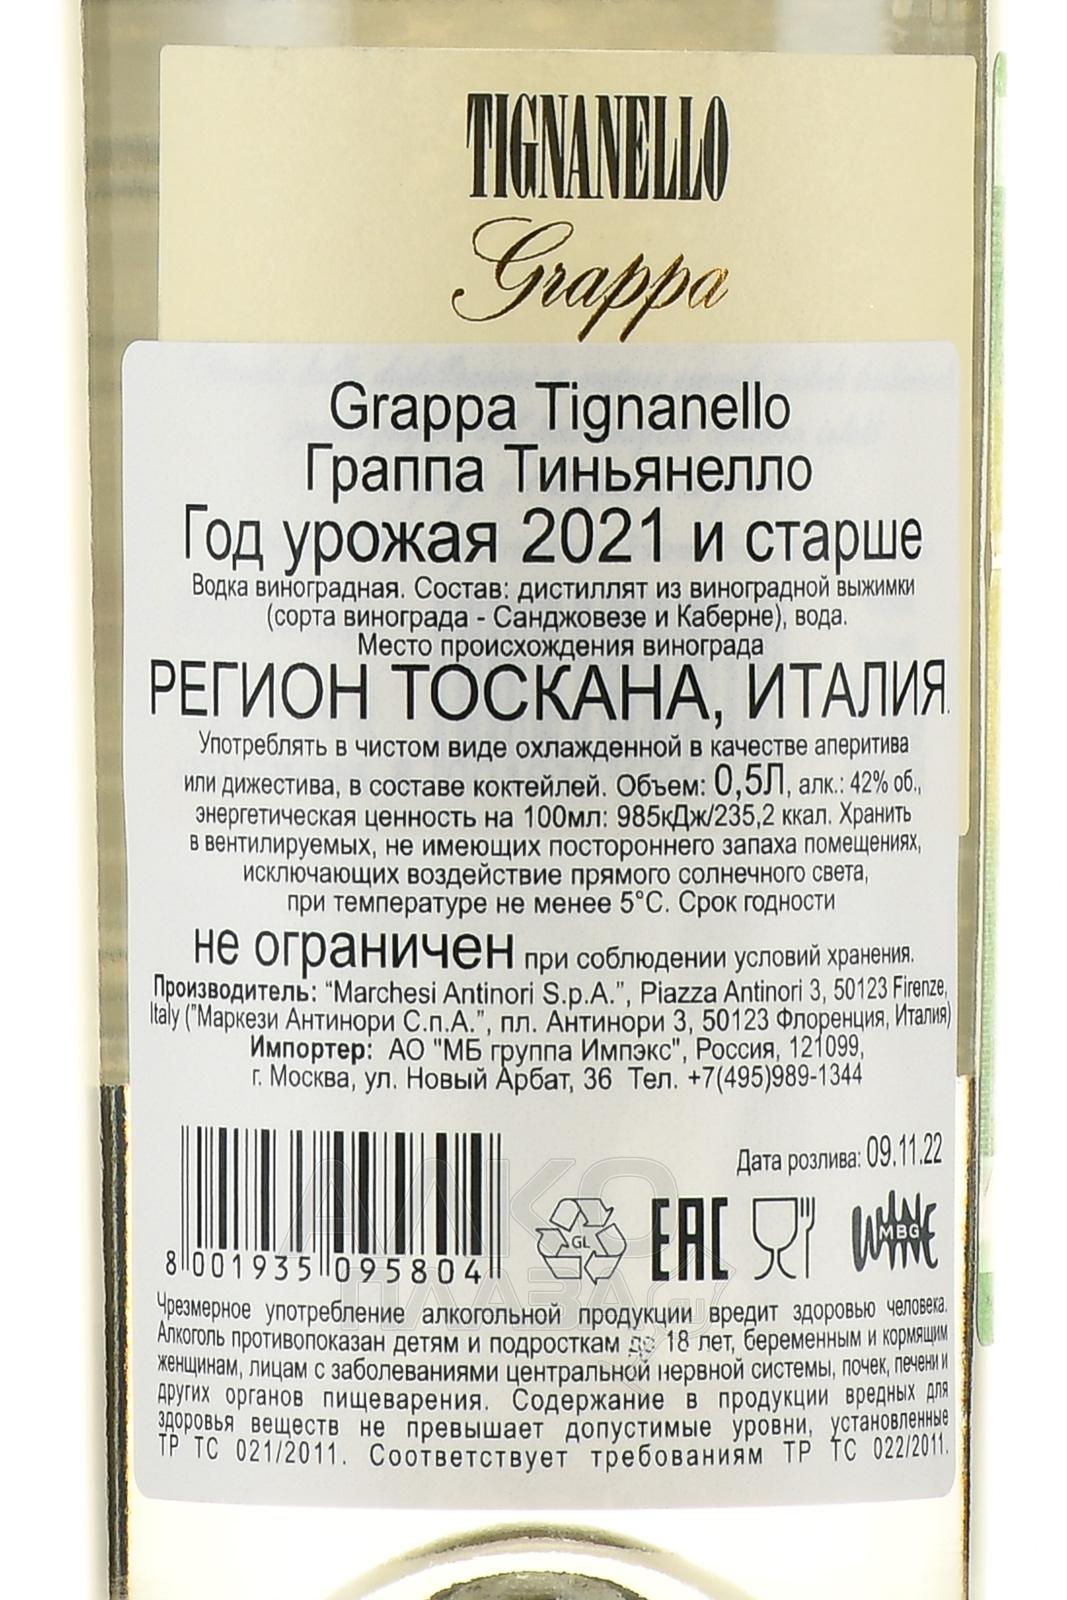 TIGNANELLO
Grappa
Grappa Tignanello
Граппа Тиньянелло
Год урожая 2021 и старше
Водка виноградная. Состав: дистиллят из виноградной выжимки
(сорта винограда - Санджовезе и Каберне), вода.
Место происхождения винограда
РЕГИОН ТОСКАНА, ИТАЛИЯ.
Употреблять в чистом виде охлажденной в качестве аперитива
или дижестива, в составе коктейлей. Объем: 0,5Л, алк.: 42% об.,
энергетическая ценность на 100мл: 985кДж/235,2 ккал. Хранить
в вентилируемых, не имеющих постороннего запаха помещениях,
исключающих воздействие прямого солнечного света,
при температуре не менее 5°С. Срок годности
не ограничен при соблюдении условий хранения.
Производитель: “Marchesi Antinori S.p.A.”, Piazza Antinori 3, 50123 Firenze,
Italy ("Маркези Антинори С.п.А.”, пл. Антинори 3, 50123 Флоренция, Италия)
Импортер: АО "МБ группа Импэкс", Россия, 121099,
г. Москва, ул. Новый Арбат, 36 Тел. +7(495)989-1344
Дата розлива: 09.11.22
8 001935 095804
GL
EAC
WINE
MBG
АЛКО
ПЛАЗА.ru
Чрезмерное употребление алкогольной продукции вредит здоровью человека.
Алкоголь противопоказан детям и подросткам до 18 лет, беременным и кормящим
женщинам, лицам с заболеваниями центральной нервной системы, почек, печени и
других органов пищеварения. Содержание в продукции вредных для
здоровья веществ не превышает допустимые уровни, установленные
ТР ТС 021/2011. Соответствует требованиям ТР ТС 022/2011.